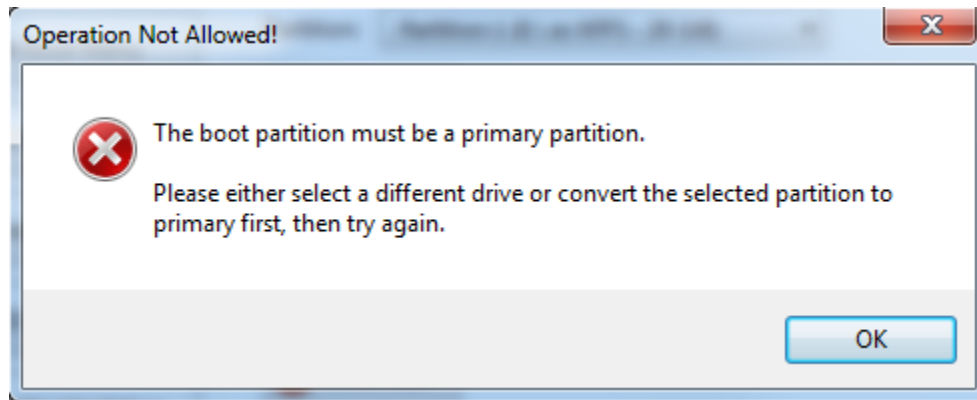 Operation Not Allowed!
The boot partition must be a primary partition.
Please either select a different drive or convert the selected partition to
primary first, then try again.
OK